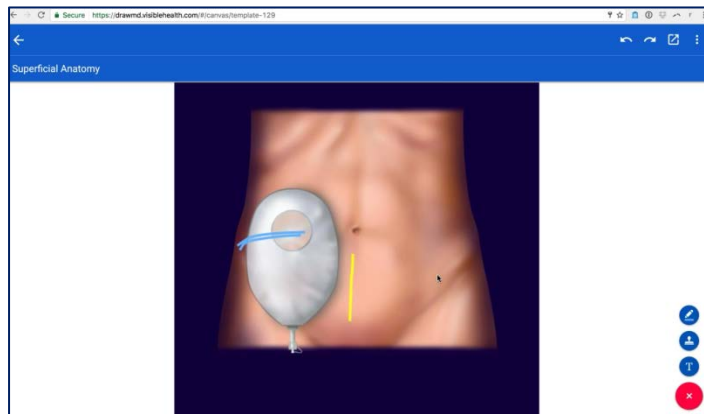 Secure https://drawmd.visiblehealth.com/#/canvas/template-129
Superficial Anatomy
T